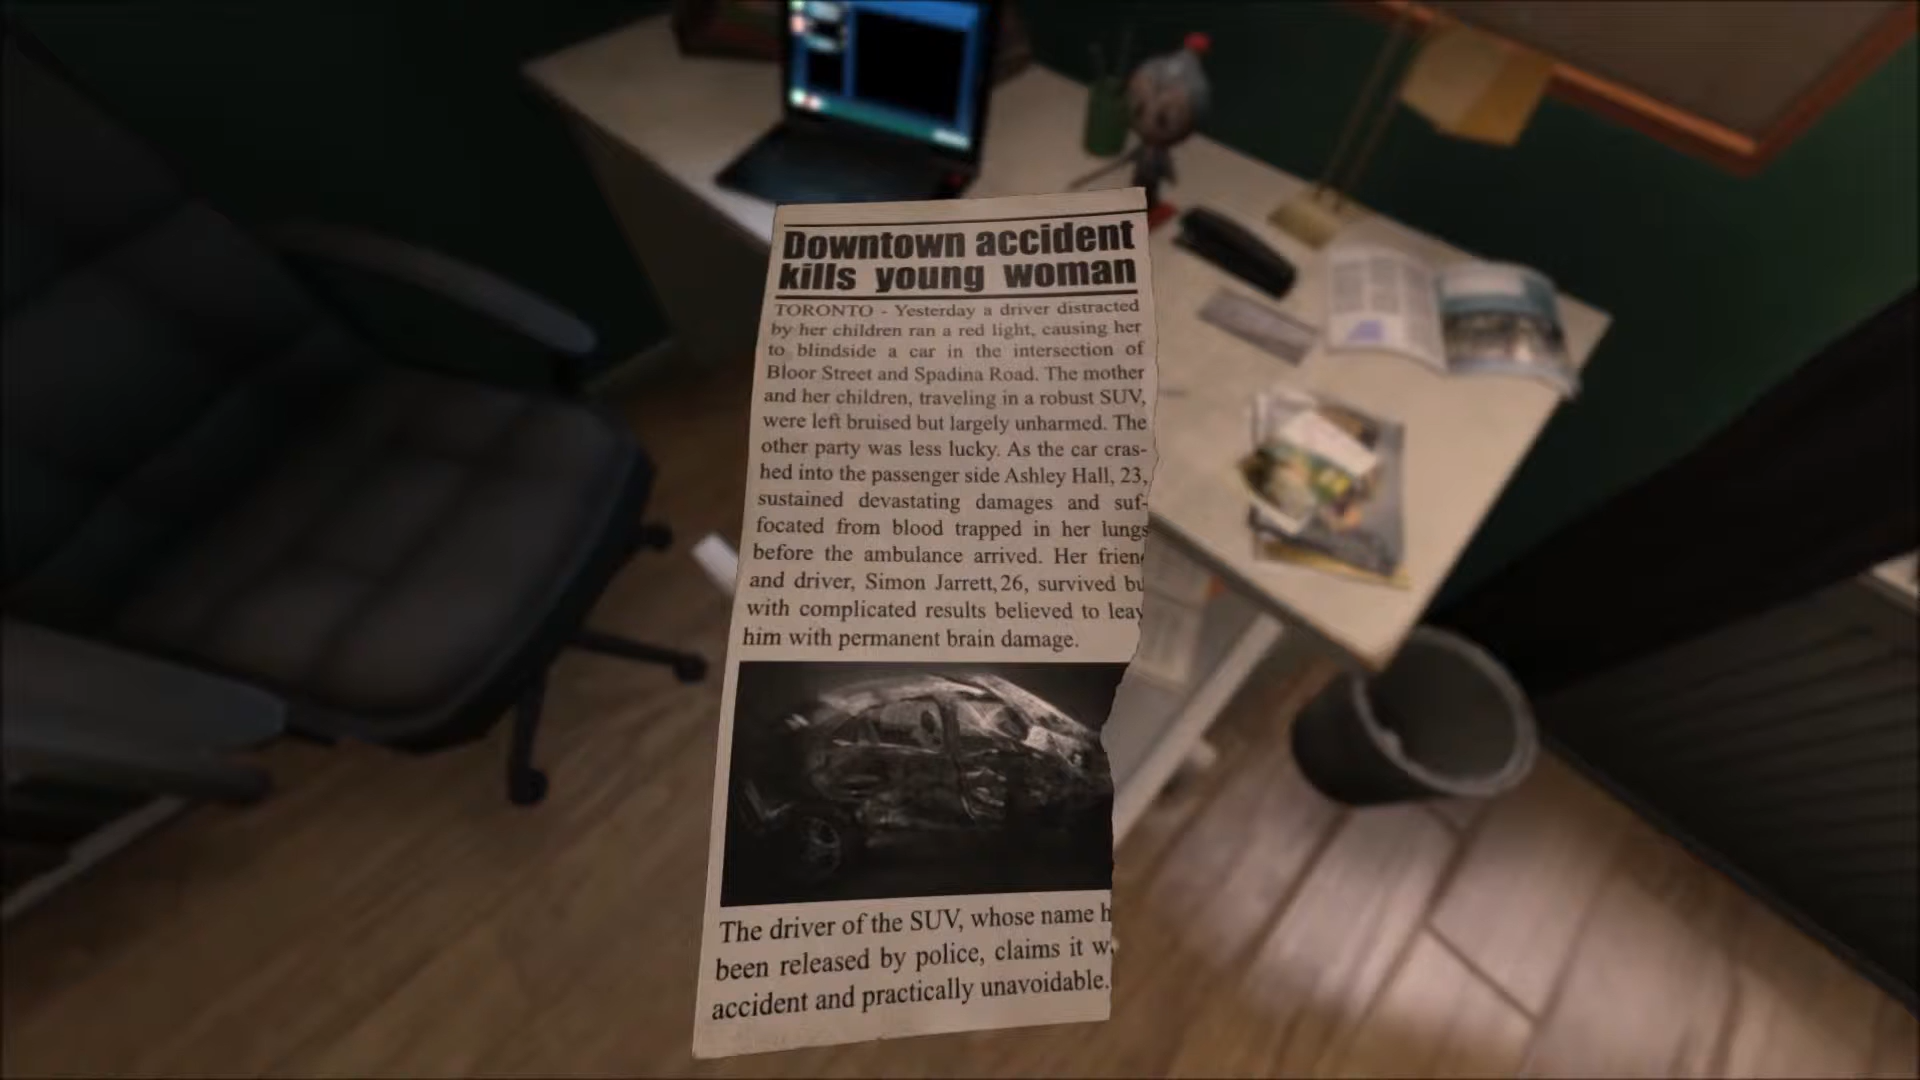 Downtown accident
kills young woman
TORONTO - Yesterday a driver distracted
by her children ran a red light, causing her
to blindside a car in the intersection of
Bloor Street and Spadina Road. The mother
and her children, traveling in a robust SUV,
were left bruised but largely unharmed. The
other party was less lucky. As the car cras-
hed into the passenger side Ashley Hall, 23,
sustained devastating damages and suf-
focated from blood trapped in her lungs
before the ambulance arrived. Her frien
and driver, Simon Jarrett, 26, survived bu
with complicated results believed to leav
him with permanent brain damage.
The driver of the SUV, whose name h
been released by police, claims it w
accident and practically unavoidable.